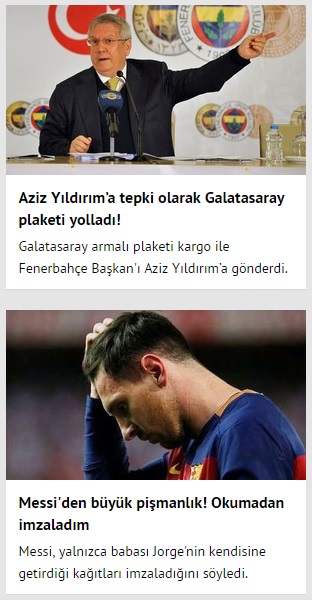 Aziz Yıldırım'a tepki olarak Galatasaray
plaketi yolladı!
Galatasaray armalı plaketi kargo ile
Fenerbahçe Başkan'ı Aziz Yıldırım'a gönderdi.
Messi'den büyük pişmanlık! Okumadan
imzaladım
Messi, yalnızca babası Jorge'nin kendisine
getirdiği kağıtları imzaladığını söyledi.